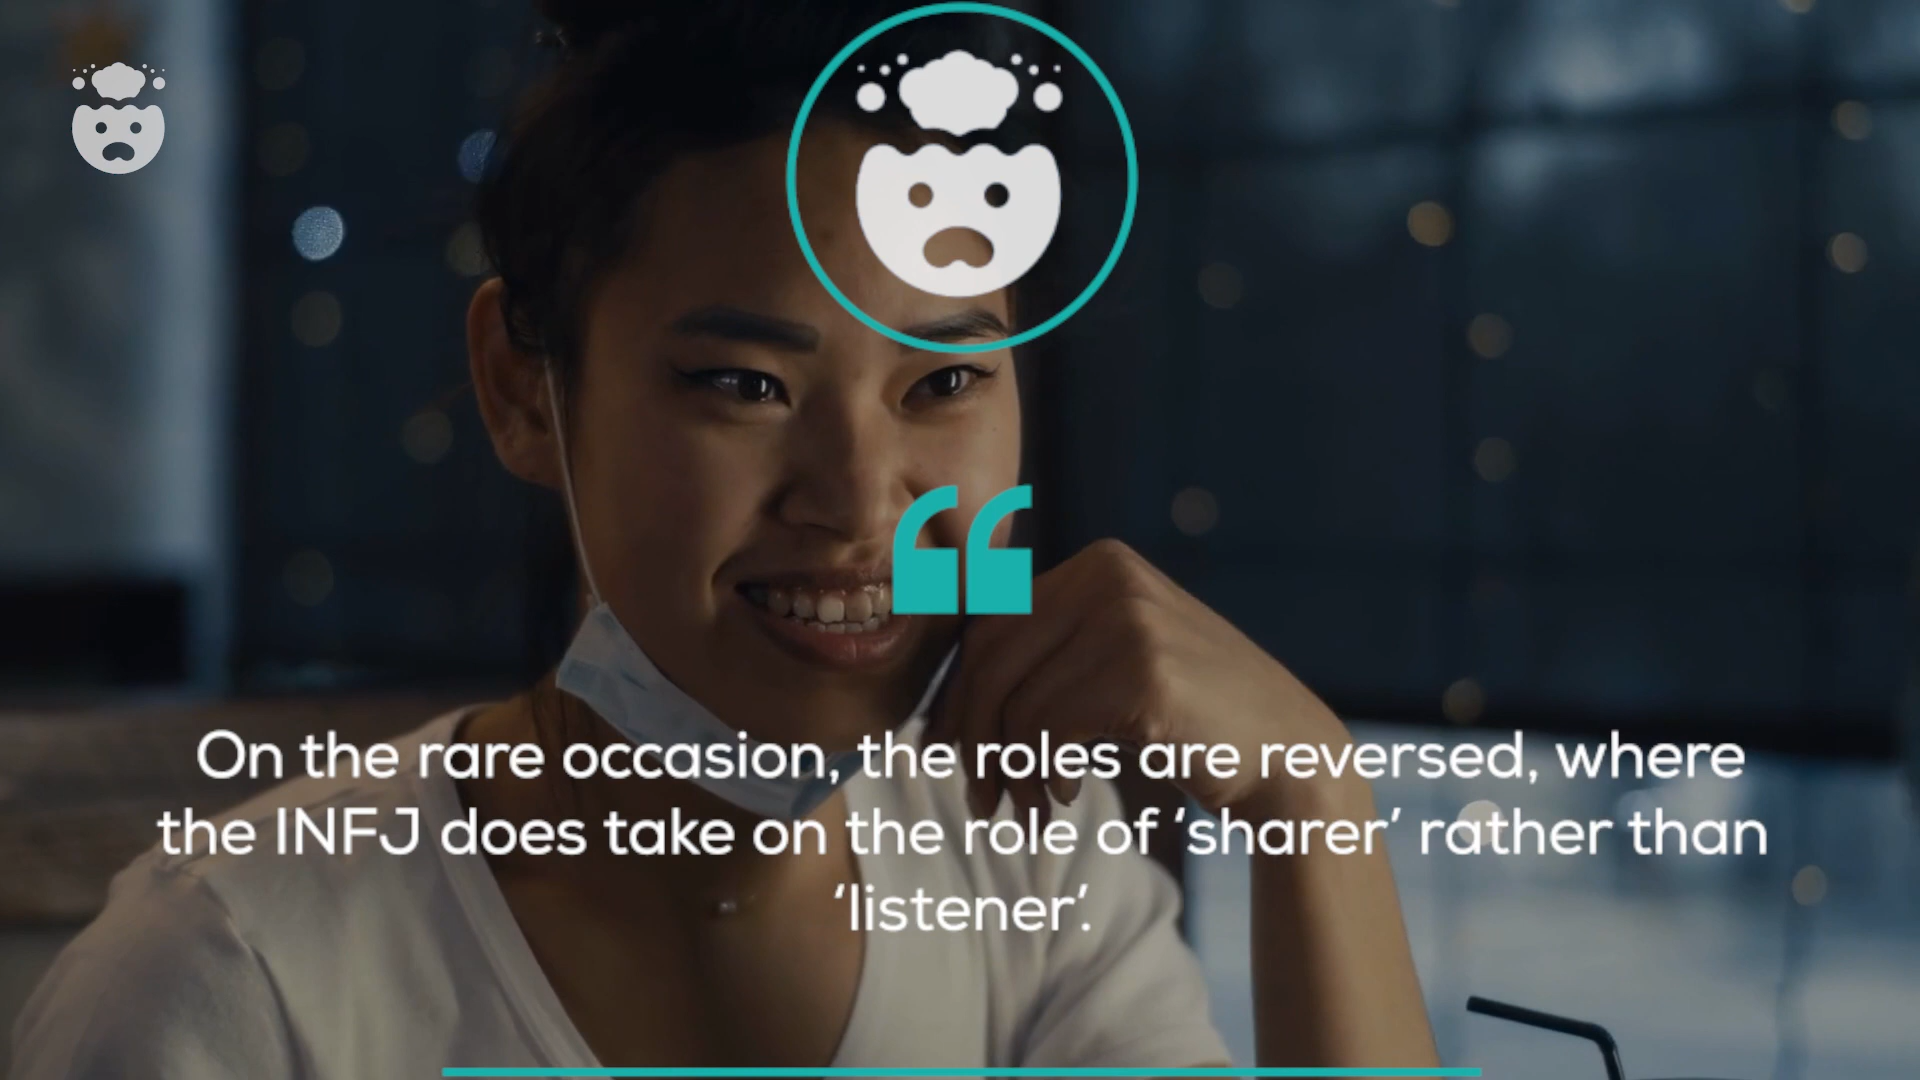 “
On the rare occasion, the roles are reversed, where
the INFJ does take on the role of ‘sharer’ rather than
‘listener’.